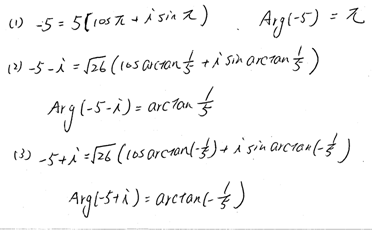 (1) -5 = 5(cos π + i sin π). Arg(-5) = π
(2) -5-i = √26 (cos arctan 1/5 + i sin arctan 1/5)
Arg(-5-i) = arctan 1/5
(3) -5+i = √26 (cos arctan(-1/5) + i sin arctan(-1/5)
Arg(-5+i) = arctan(-1/5)